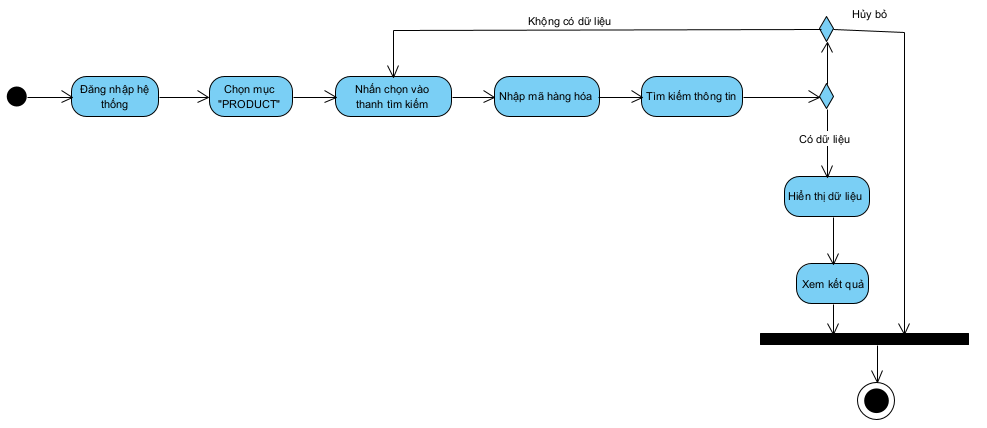 Không có dữ liệu
Hủy bỏ
Đăng nhập hệ
thống
Chọn mục
"PRODUCT"
Nhấn chọn vào
thanh tìm kiếm
Nhập mã hàng hóa
Tìm kiếm thông tin
Có dữ liệu
Hiển thị dữ liệu
Xem kết quả